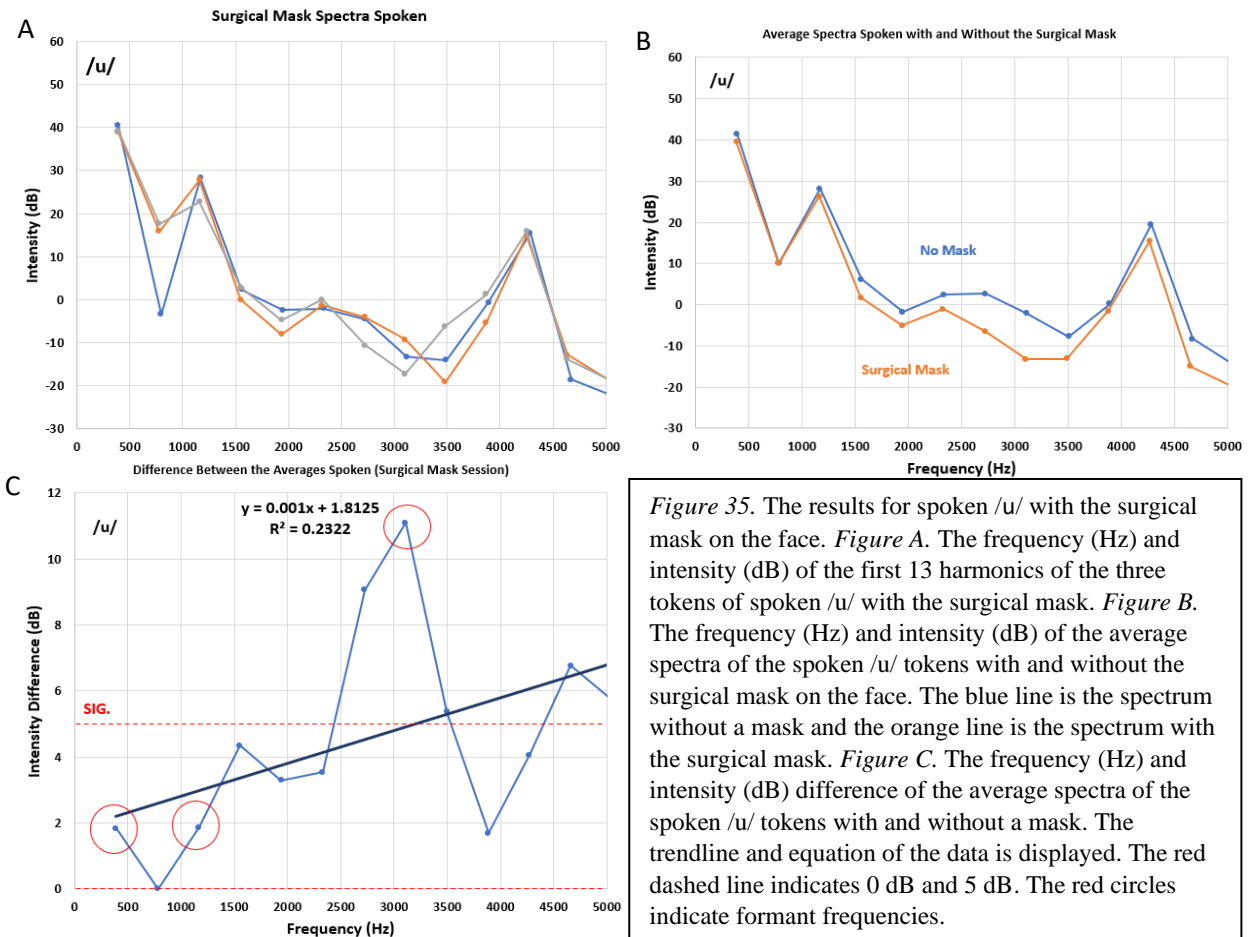 A
Surgical Mask Spectra Spoken
/u/
Intensity (dB)
60
50
40
30
20
10
0
-10
-20
-30
0 500 1000 1500 2000 2500 3000 3500 4000 4500 5000
B
Average Spectra Spoken with and Without the Surgical Mask
/u/
Intensity (dB)
60
50
40
30
20
10
0
-10
-20
-30
No Mask
Surgical Mask
0 500 1000 1500 2000 2500 3000 3500 4000 4500 5000
Frequency (Hz)
Difference Between the Averages Spoken (Surgical Mask Session)
C
/u/
y = 0.001x + 1.8125
R² = 0.2322
Intensity Difference (dB)
12
10
8
6
4
2
0
SIG.
0 500 1000 1500 2000 2500 3000 3500 4000 4500 5000
Frequency (Hz)
Figure 35. The results for spoken /u/ with the surgical
mask on the face. Figure A. The frequency (Hz) and
intensity (dB) of the first 13 harmonics of the three
tokens of spoken /u/ with the surgical mask. Figure B.
The frequency (Hz) and intensity (dB) of the average
spectra of the spoken /u/ tokens with and without the
surgical mask on the face. The blue line is the spectrum
without a mask and the orange line is the spectrum with
the surgical mask. Figure C. The frequency (Hz) and
intensity (dB) difference of the average spectra of the
spoken /u/ tokens with and without a mask. The
trendline and equation of the data is displayed. The red
dashed line indicates 0 dB and 5 dB. The red circles
indicate formant frequencies.